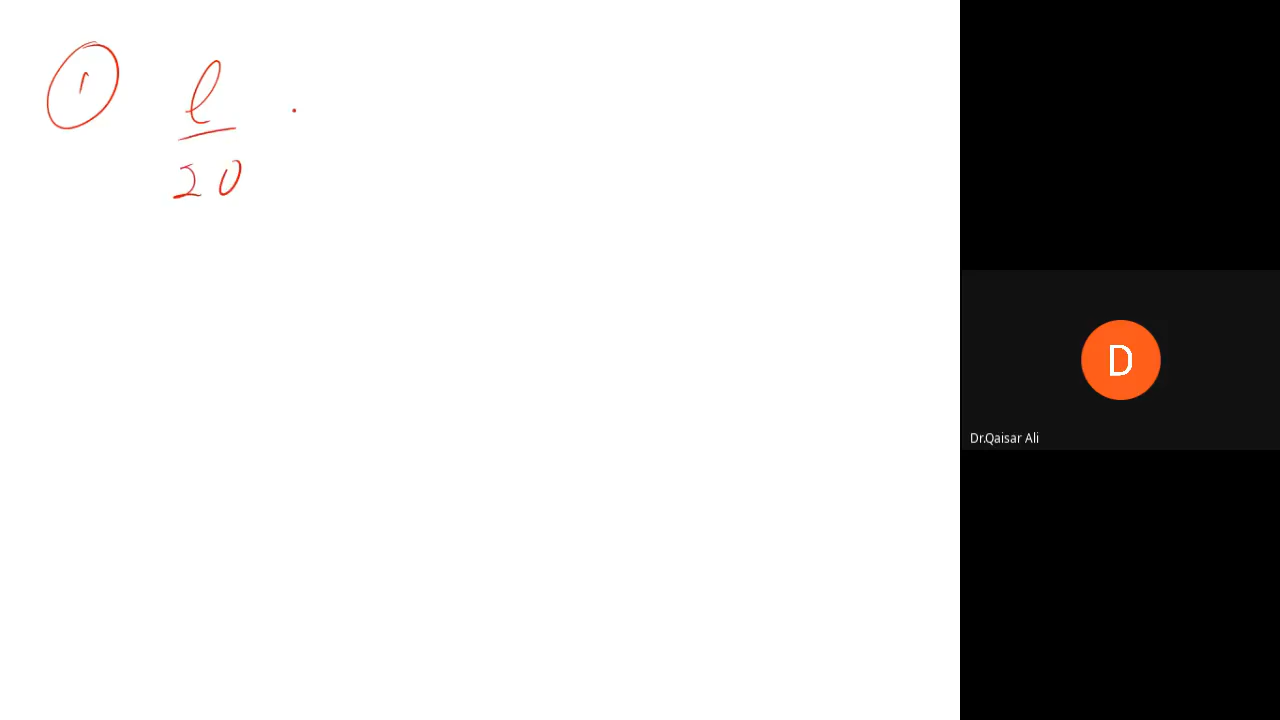 ① ℓ/20 .
D
Dr.Qaisar Ali